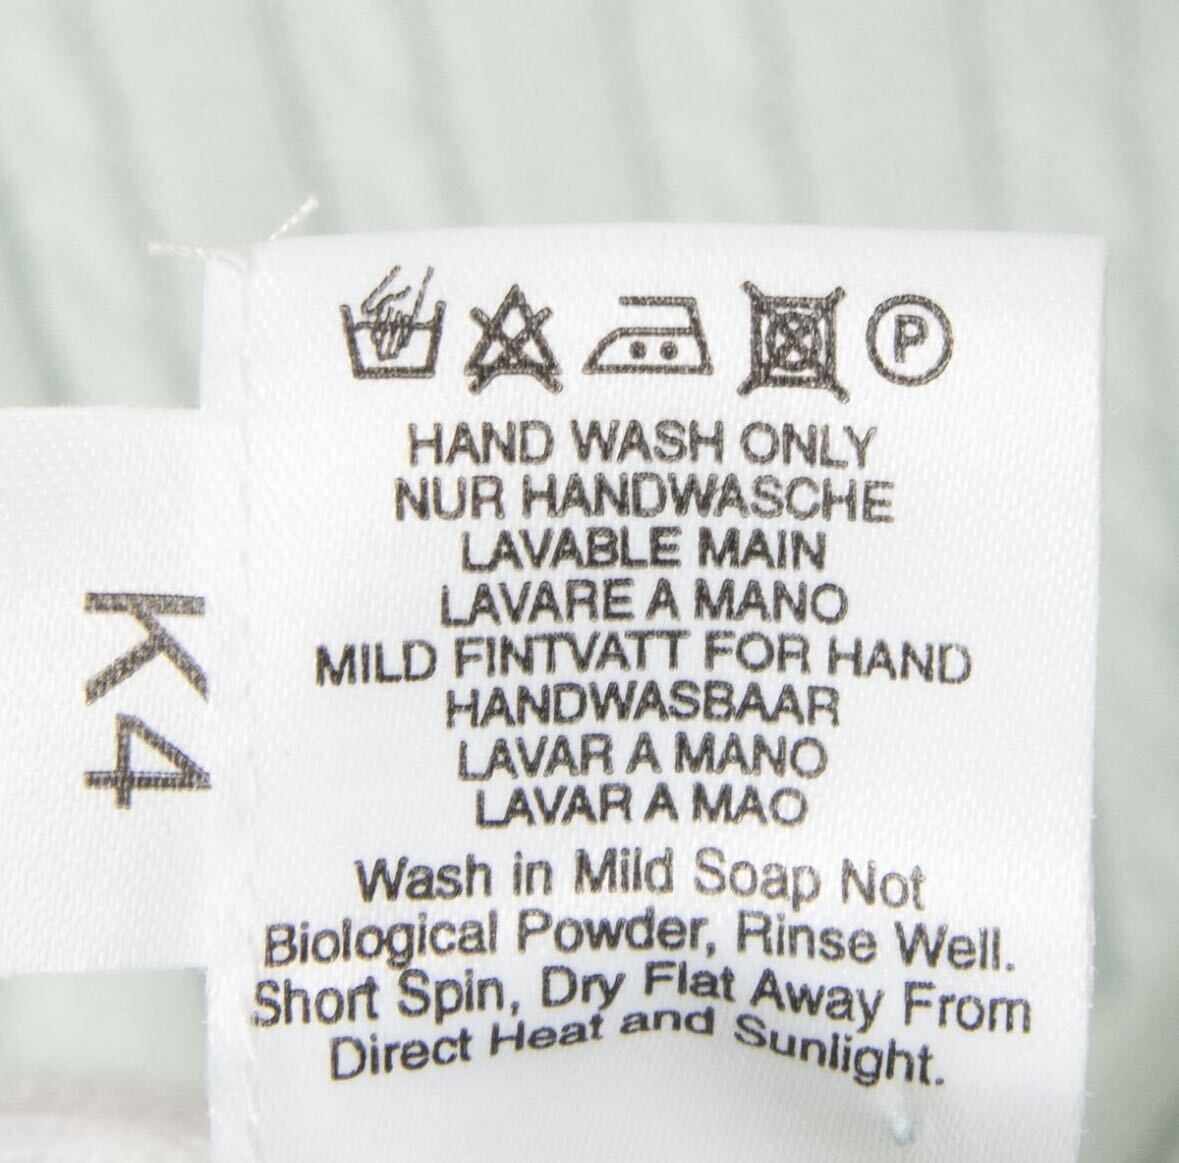 P
HAND WASH ONLY
NUR HANDWASCHE
LAVABLE MAIN
LAVARE A MANO
MILD FINTVATT FOR HAND
HANDWASBAAR
LAVAR A MANO
LAVAR A MAO
Wash in Mild Soap Not
Biological Powder, Rinse Well.
Short Spin, Dry Flat Away From
Direct Heat and Sunlight.
K4